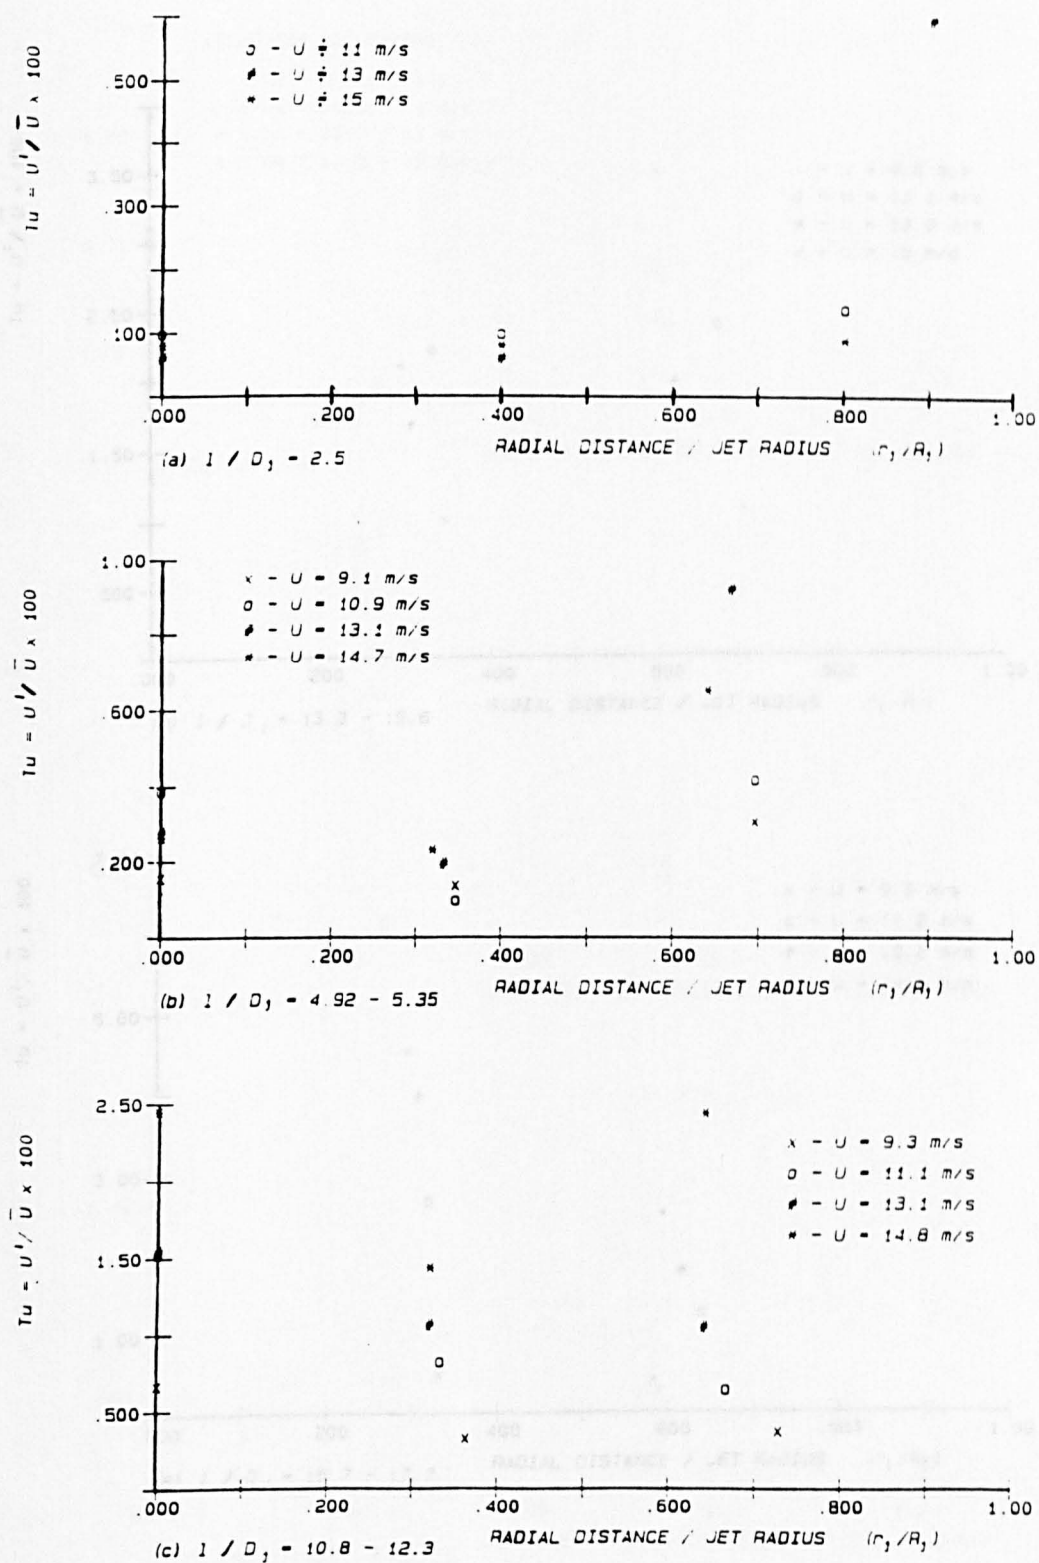 Tu = U'/U̅ x 100
o - U ≑ 11 m/s
# - U ≑ 13 m/s
* - U ≑ 15 m/s
.500
.300
.100
.000 .200 .400 .600 .800 1.00
RADIAL DISTANCE / JET RADIUS (rj/Rj)
(a) l / Dj = 2.5
Tu = U'/U̅ x 100
1.00
x - U = 9.1 m/s
o - U = 10.9 m/s
# - U = 13.1 m/s
* - U = 14.7 m/s
.600
.200
.000 .200 .400 .600 .800 1.00
RADIAL DISTANCE / JET RADIUS (rj/Rj)
(b) l / Dj = 4.92 - 5.35
Tu = U'/U̅ x 100
2.50
x - U = 9.3 m/s
o - U = 11.1 m/s
# - U = 13.1 m/s
* - U = 14.8 m/s
1.50
.500
.000 .200 .400 .600 .800 1.00
RADIAL DISTANCE / JET RADIUS (rj/Rj)
(c) l / Dj = 10.8 - 12.3